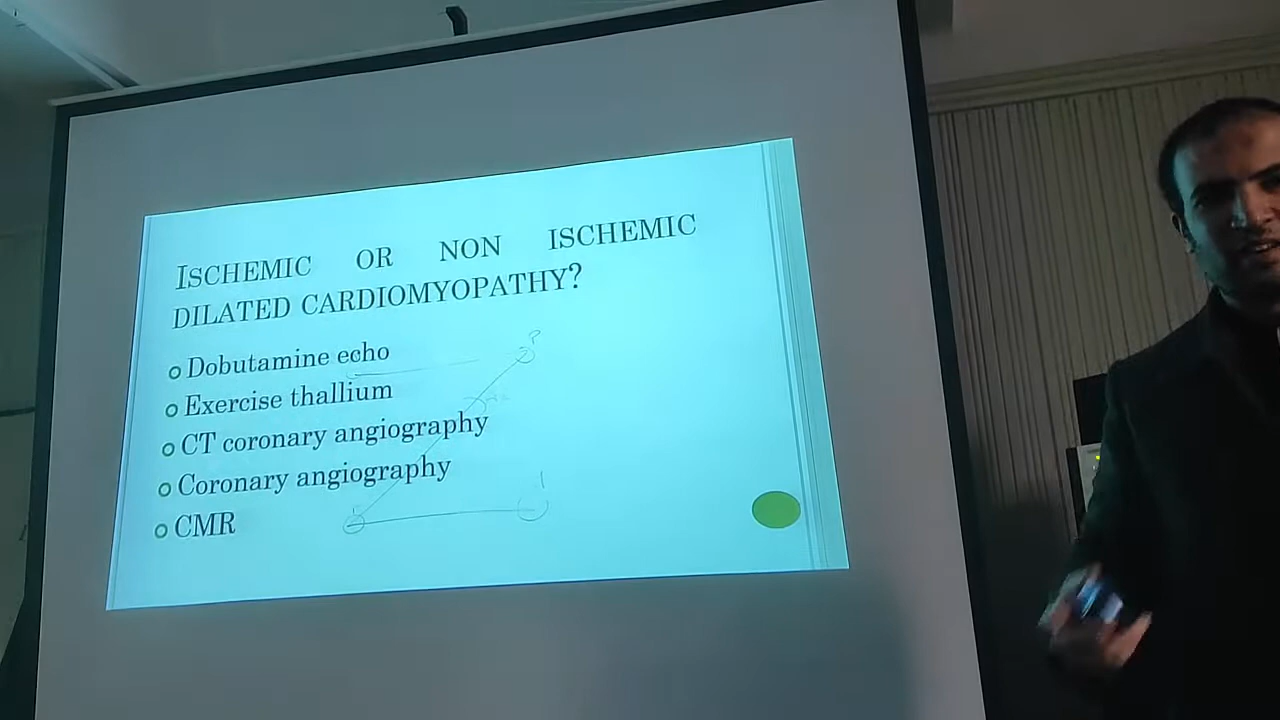 ISCHEMIC OR NON ISCHEMIC
DILATED CARDIOMYOPATHY?
Dobutamine echo
Exercise thallium
CT coronary angiography
Coronary angiography
CMR